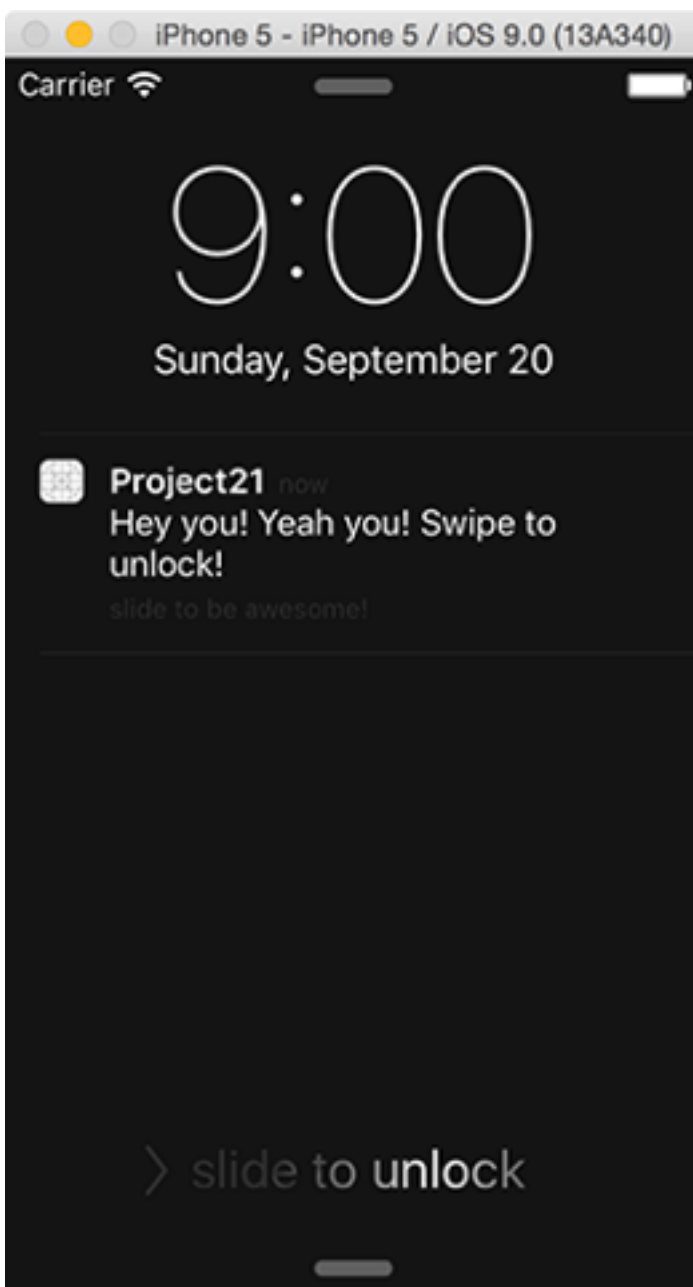 iPhone 5 - iPhone 5 / iOS 9.0 (13A340)
Carrier
9:00
Sunday, September 20
Project21 now
Hey you! Yeah you! Swipe to
unlock!
slide to be awesome!
> slide to unlock